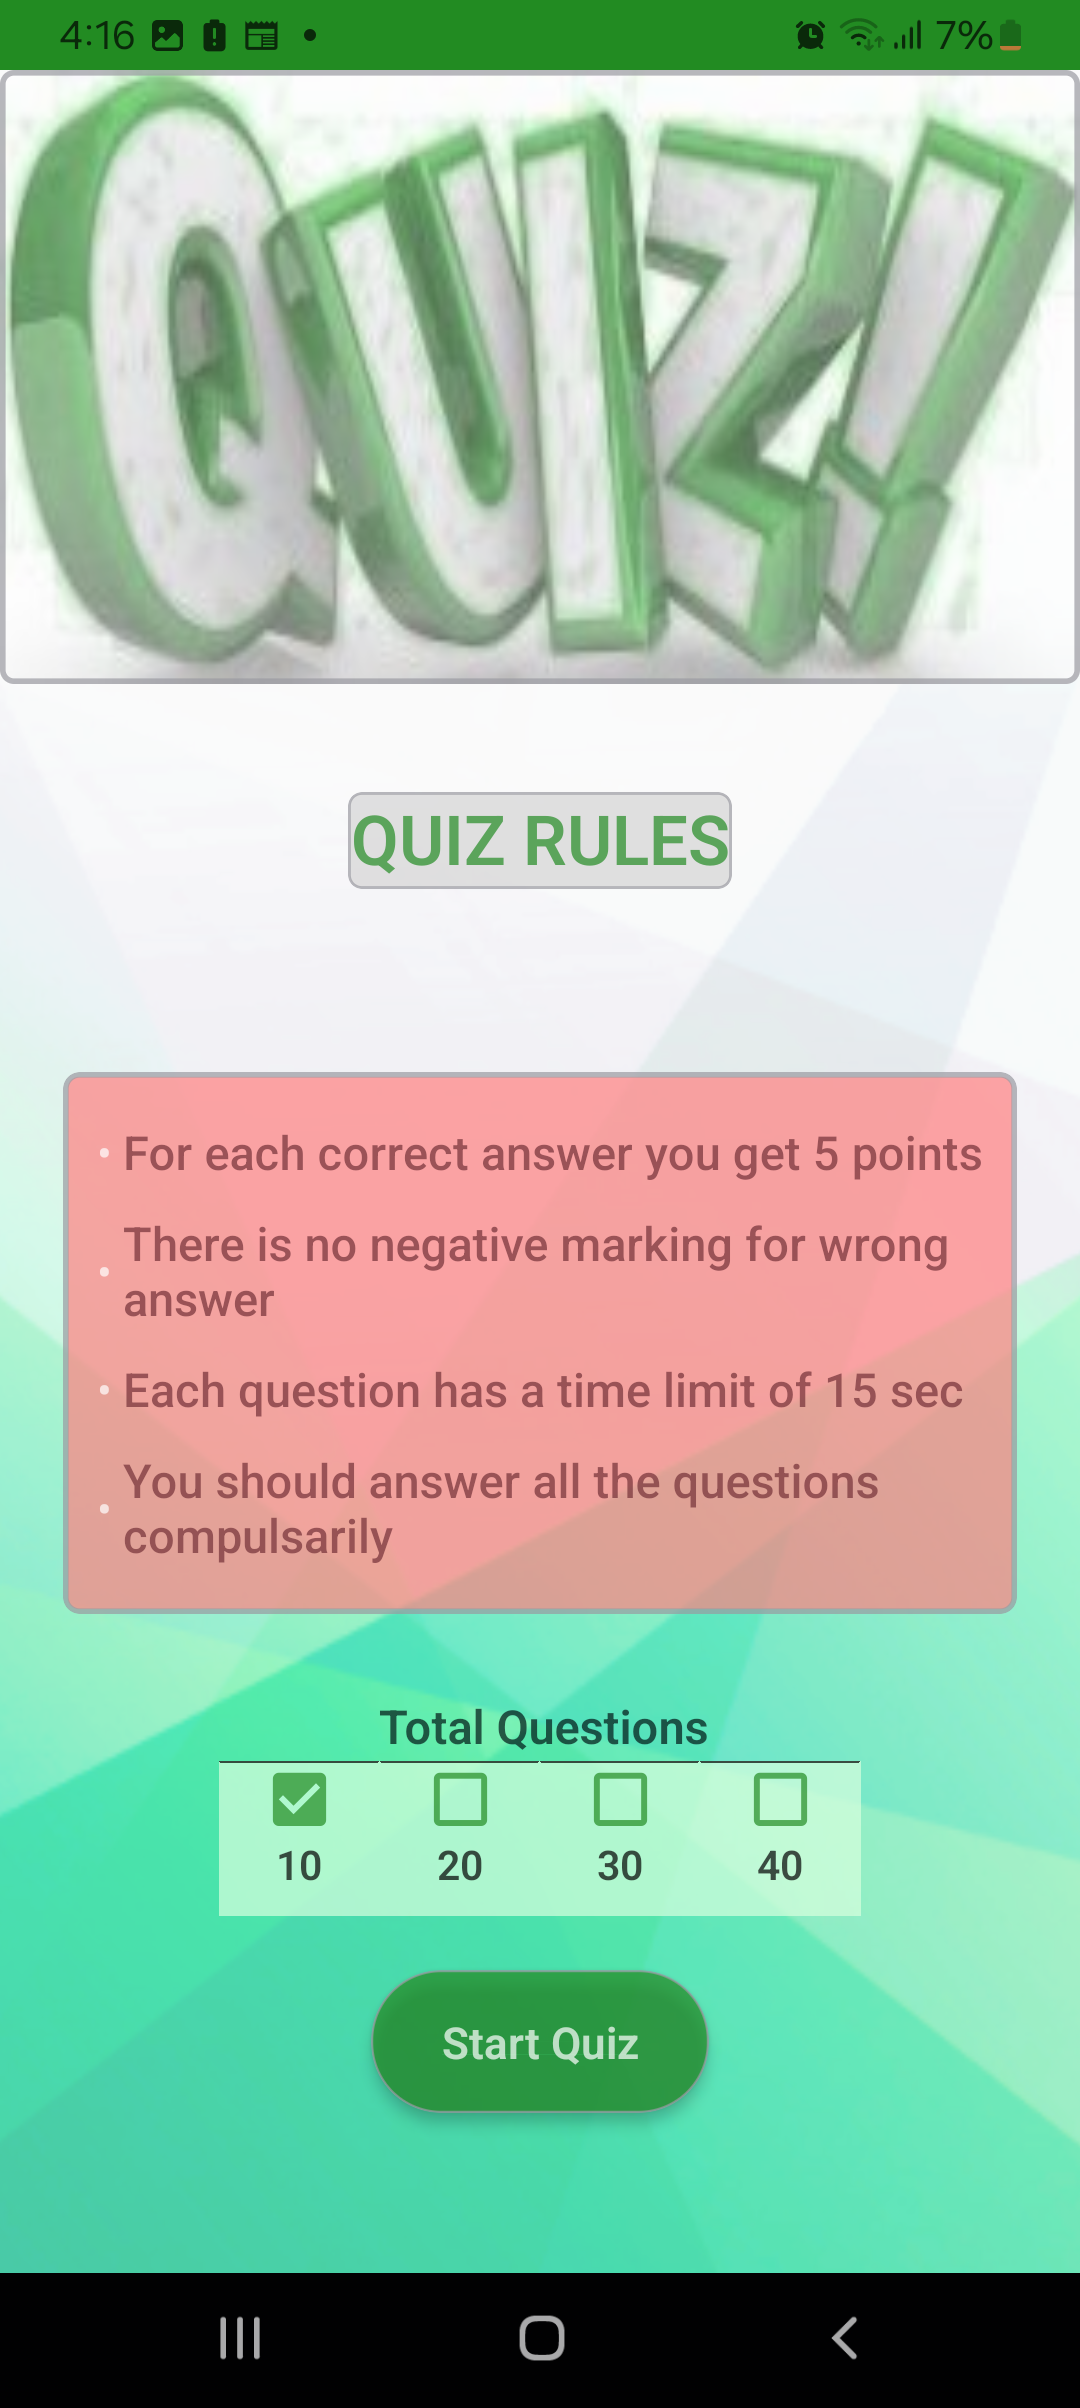 4:16
7%
QUIZ!
QUIZ RULES
• For each correct answer you get 5 points
• There is no negative marking for wrong
answer
• Each question has a time limit of 15 sec
• You should answer all the questions
compulsarily
Total Questions
10 20 30 40
Start Quiz